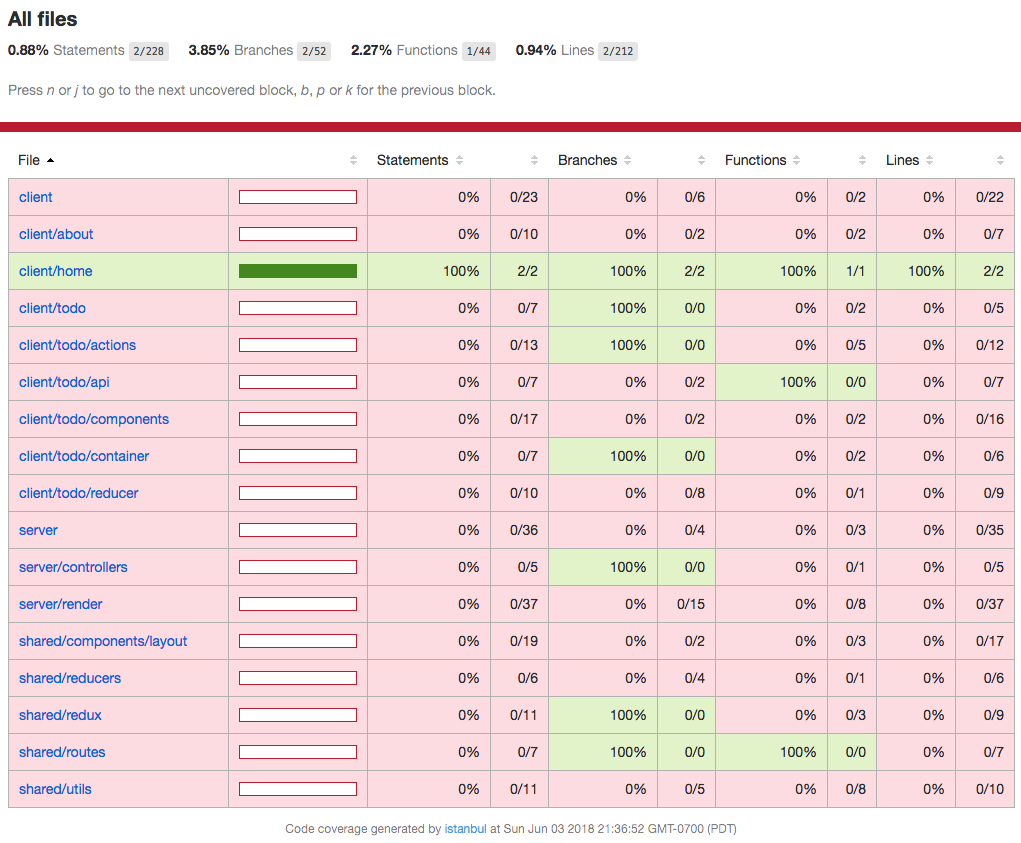 All files
0.88% Statements 2/228 3.85% Branches 2/52 2.27% Functions 1/44 0.94% Lines 2/212
Press n or j to go to the next uncovered block, b, p or k for the previous block.
File Statements Branches Functions Lines
client 0% 0/23 0% 0/6 0% 0/2 0% 0/22
client/about 0% 0/10 0% 0/2 0% 0/2 0% 0/7
client/home 100% 2/2 100% 2/2 100% 1/1 100% 2/2
client/todo 0% 0/7 100% 0/0 0% 0/2 0% 0/5
client/todo/actions 0% 0/13 100% 0/0 0% 0/5 0% 0/12
client/todo/api 0% 0/7 0% 0/2 100% 0/0 0% 0/7
client/todo/components 0% 0/17 0% 0/2 0% 0/2 0% 0/16
client/todo/container 0% 0/7 100% 0/0 0% 0/2 0% 0/6
client/todo/reducer 0% 0/10 0% 0/8 0% 0/1 0% 0/9
server 0% 0/36 0% 0/4 0% 0/3 0% 0/35
server/controllers 0% 0/5 100% 0/0 0% 0/1 0% 0/5
server/render 0% 0/37 0% 0/15 0% 0/8 0% 0/37
shared/components/layout 0% 0/19 0% 0/2 0% 0/3 0% 0/17
shared/reducers 0% 0/6 0% 0/4 0% 0/1 0% 0/6
shared/redux 0% 0/11 100% 0/0 0% 0/3 0% 0/9
shared/routes 0% 0/7 100% 0/0 100% 0/0 0% 0/7
shared/utils 0% 0/11 0% 0/5 0% 0/8 0% 0/10
Code coverage generated by istanbul at Sun Jun 03 2018 21:36:52 GMT-0700 (PDT)